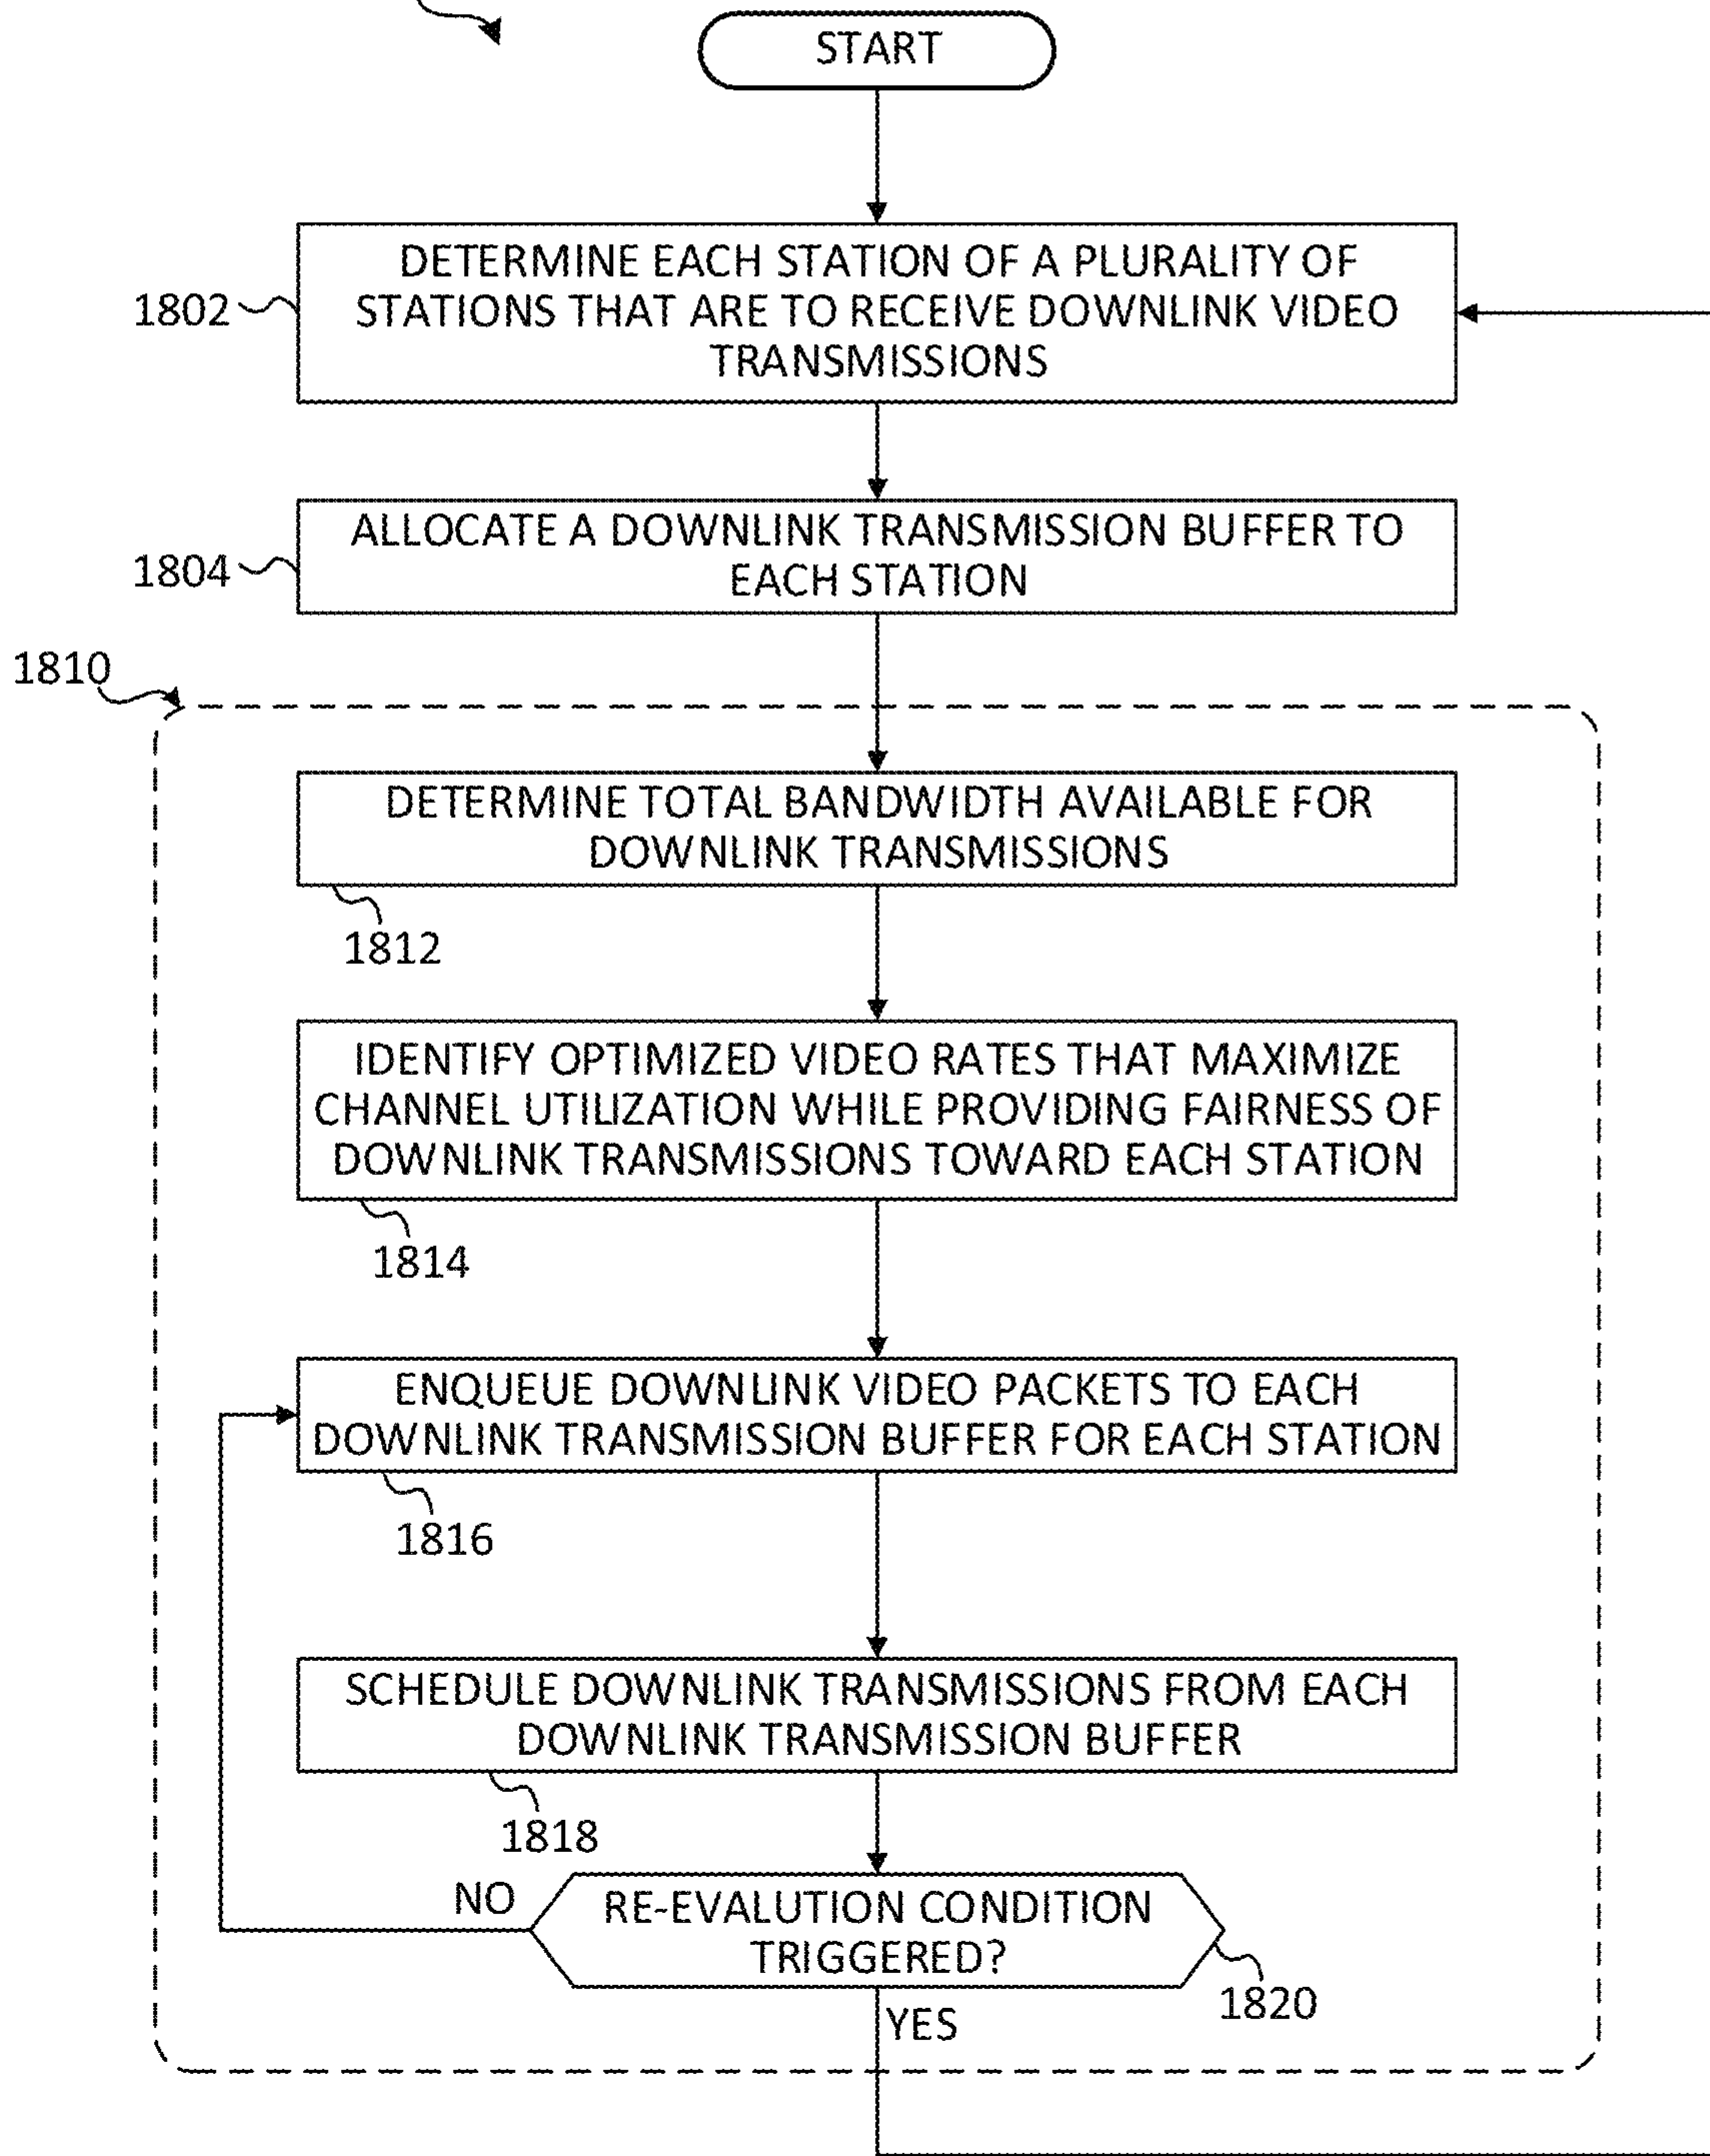 START
DETERMINE EACH STATION OF A PLURALITY OF
STATIONS THAT ARE TO RECEIVE DOWNLINK VIDEO
TRANSMISSIONS
1802
ALLOCATE A DOWNLINK TRANSMISSION BUFFER TO
EACH STATION
1804
1810
DETERMINE TOTAL BANDWIDTH AVAILABLE FOR
DOWNLINK TRANSMISSIONS
1812
IDENTIFY OPTIMIZED VIDEO RATES THAT MAXIMIZE
CHANNEL UTILIZATION WHILE PROVIDING FAIRNESS OF
DOWNLINK TRANSMISSIONS TOWARD EACH STATION
1814
ENQUEUE DOWNLINK VIDEO PACKETS TO EACH
DOWNLINK TRANSMISSION BUFFER FOR EACH STATION
1816
SCHEDULE DOWNLINK TRANSMISSIONS FROM EACH
DOWNLINK TRANSMISSION BUFFER
1818
NO
RE-EVALUTION CONDITION
TRIGGERED?
1820
YES